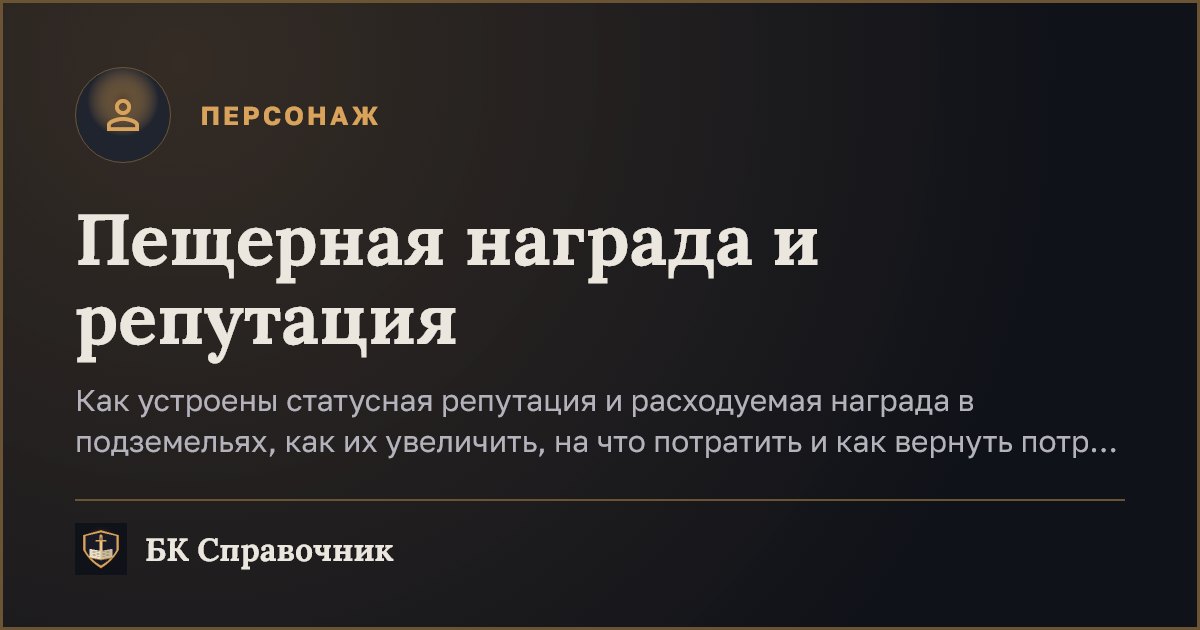 ПЕРСОНАЖ
Пещерная награда и
репутация
Как устроены статусная репутация и расходуемая награда в
подземельях, как их увеличить, на что потратить и как вернуть потр...
БК Справочник